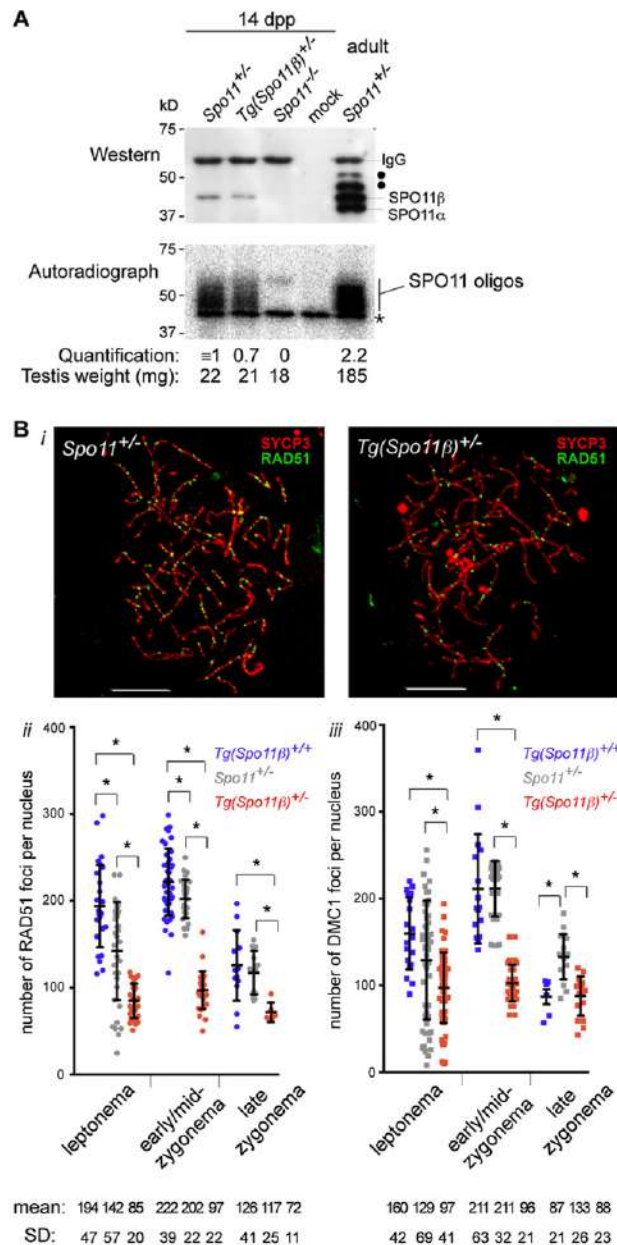 A
14 dpp
adult
Spo11+/-
Tg(Spo11β)+/-
Spo11-/-
mock
Spo11+/-
kD
75
Western
IgG
50
SPO11β
37
SPO11α
75
Autoradiograph
SPO11 oligos
50
*
37
Quantification: ≡1 0.7 0 2.2
Testis weight (mg): 22 21 18 185
B
i
Spo11+/-
SYCP3
RAD51
Tg(Spo11β)+/-
SYCP3
RAD51
ii
400
300
200
100
0
number of RAD51 foci per nucleus
* * * * * * * *
Tg(Spo11β)+/+
Spo11+/-
Tg(Spo11β)+/-
leptonema
early/mid-zygonema
late zygonema
iii
400
300
200
100
0
number of DMC1 foci per nucleus
* * * * * *
Tg(Spo11β)+/+
Spo11+/-
Tg(Spo11β)+/-
leptonema
early/mid-zygonema
late zygonema
mean: 194 142 85 222 202 97 126 117 72 160 129 97 211 211 96 87 133 88
SD: 47 57 20 39 22 22 41 25 11 42 69 41 63 32 21 21 26 23